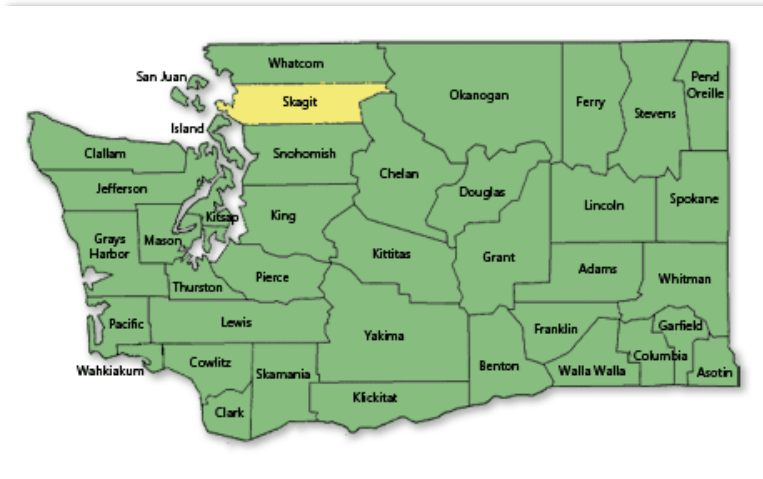 Whatcom
San Juan
Skagit
Okanogan
Ferry
Stevens
Pend
Oreille
Island
Clallam
Snohomish
Chelan
Jefferson
Douglas
Lincoln
Spokane
Kitsap
King
Grays
Harbor
Mason
Kittitas
Grant
Adams
Whitman
Thurston
Pierce
Pacific
Lewis
Yakima
Franklin
Garfield
Wahkiakum
Cowlitz
Skamania
Benton
Walla Walla
Columbia
Asotin
Clark
Klickitat